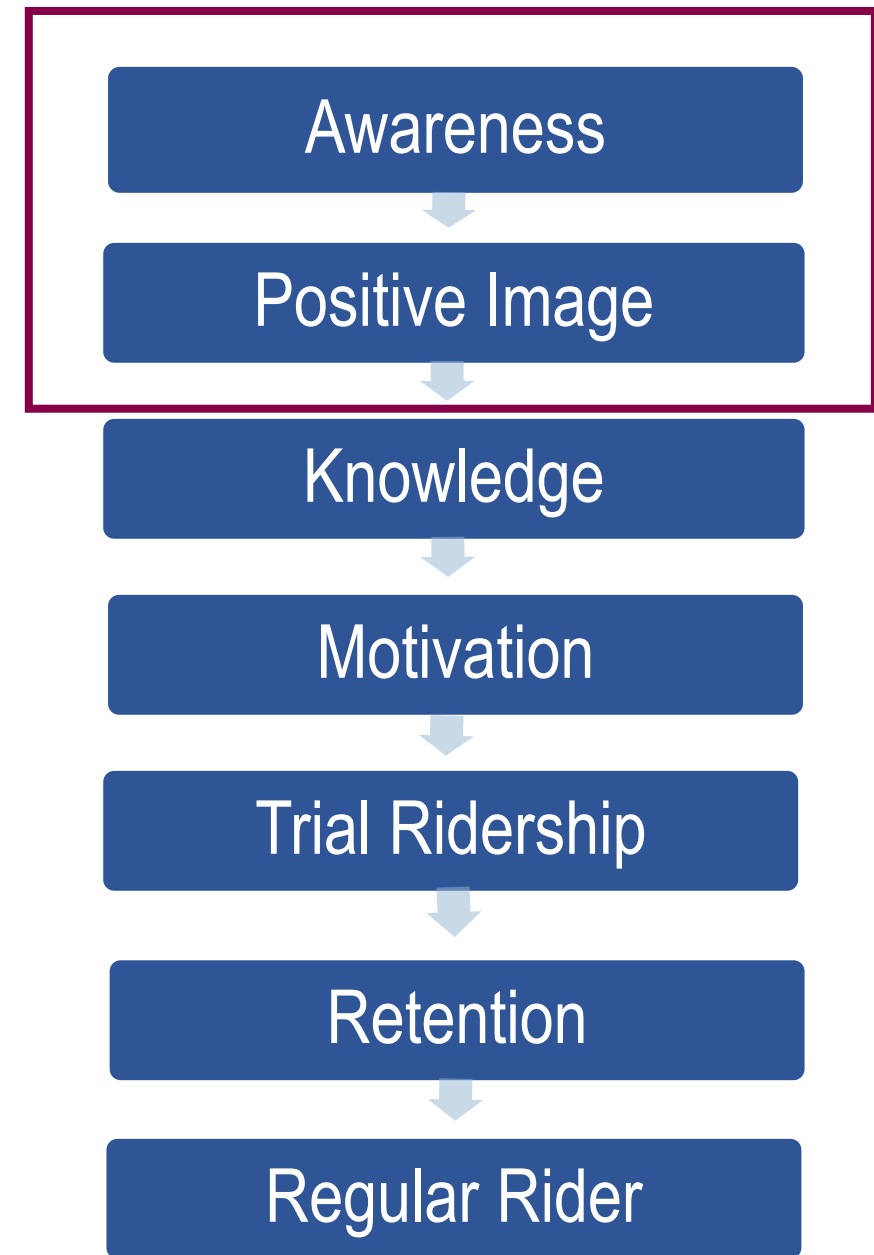 Awareness
Positive Image
Knowledge
Motivation
Trial Ridership
Retention
Regular Rider